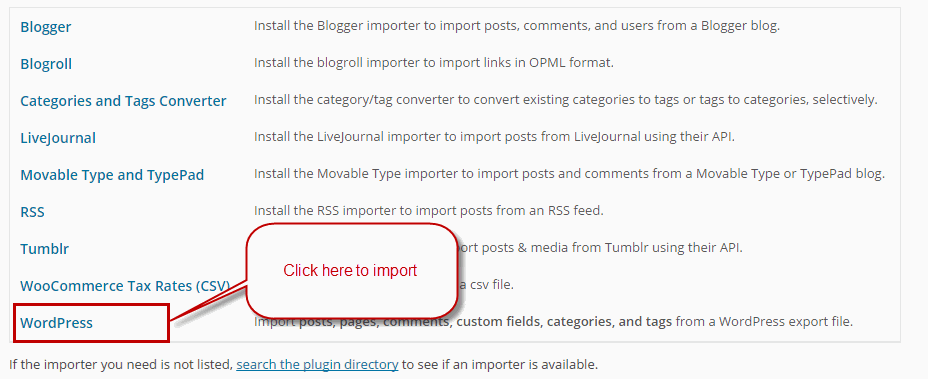 Blogger Install the Blogger importer to import posts, comments, and users from a Blogger blog.
Blogroll Install the blogroll importer to import links in OPML format.
Categories and Tags Converter Install the category/tag converter to convert existing categories to tags or tags to categories, selectively.
LiveJournal Install the LiveJournal importer to import posts from LiveJournal using their API.
Movable Type and TypePad Install the Movable Type importer to import posts and comments from a Movable Type or TypePad blog.
RSS Install the RSS importer to import posts from an RSS feed.
Tumblr posts & media from Tumblr using their API.
Click here to import
WooCommerce Tax Rates (CSV) a csv file.
WordPress Import posts, pages, comments, custom fields, categories, and tags from a WordPress export file.
If the importer you need is not listed, search the plugin directory to see if an importer is available.